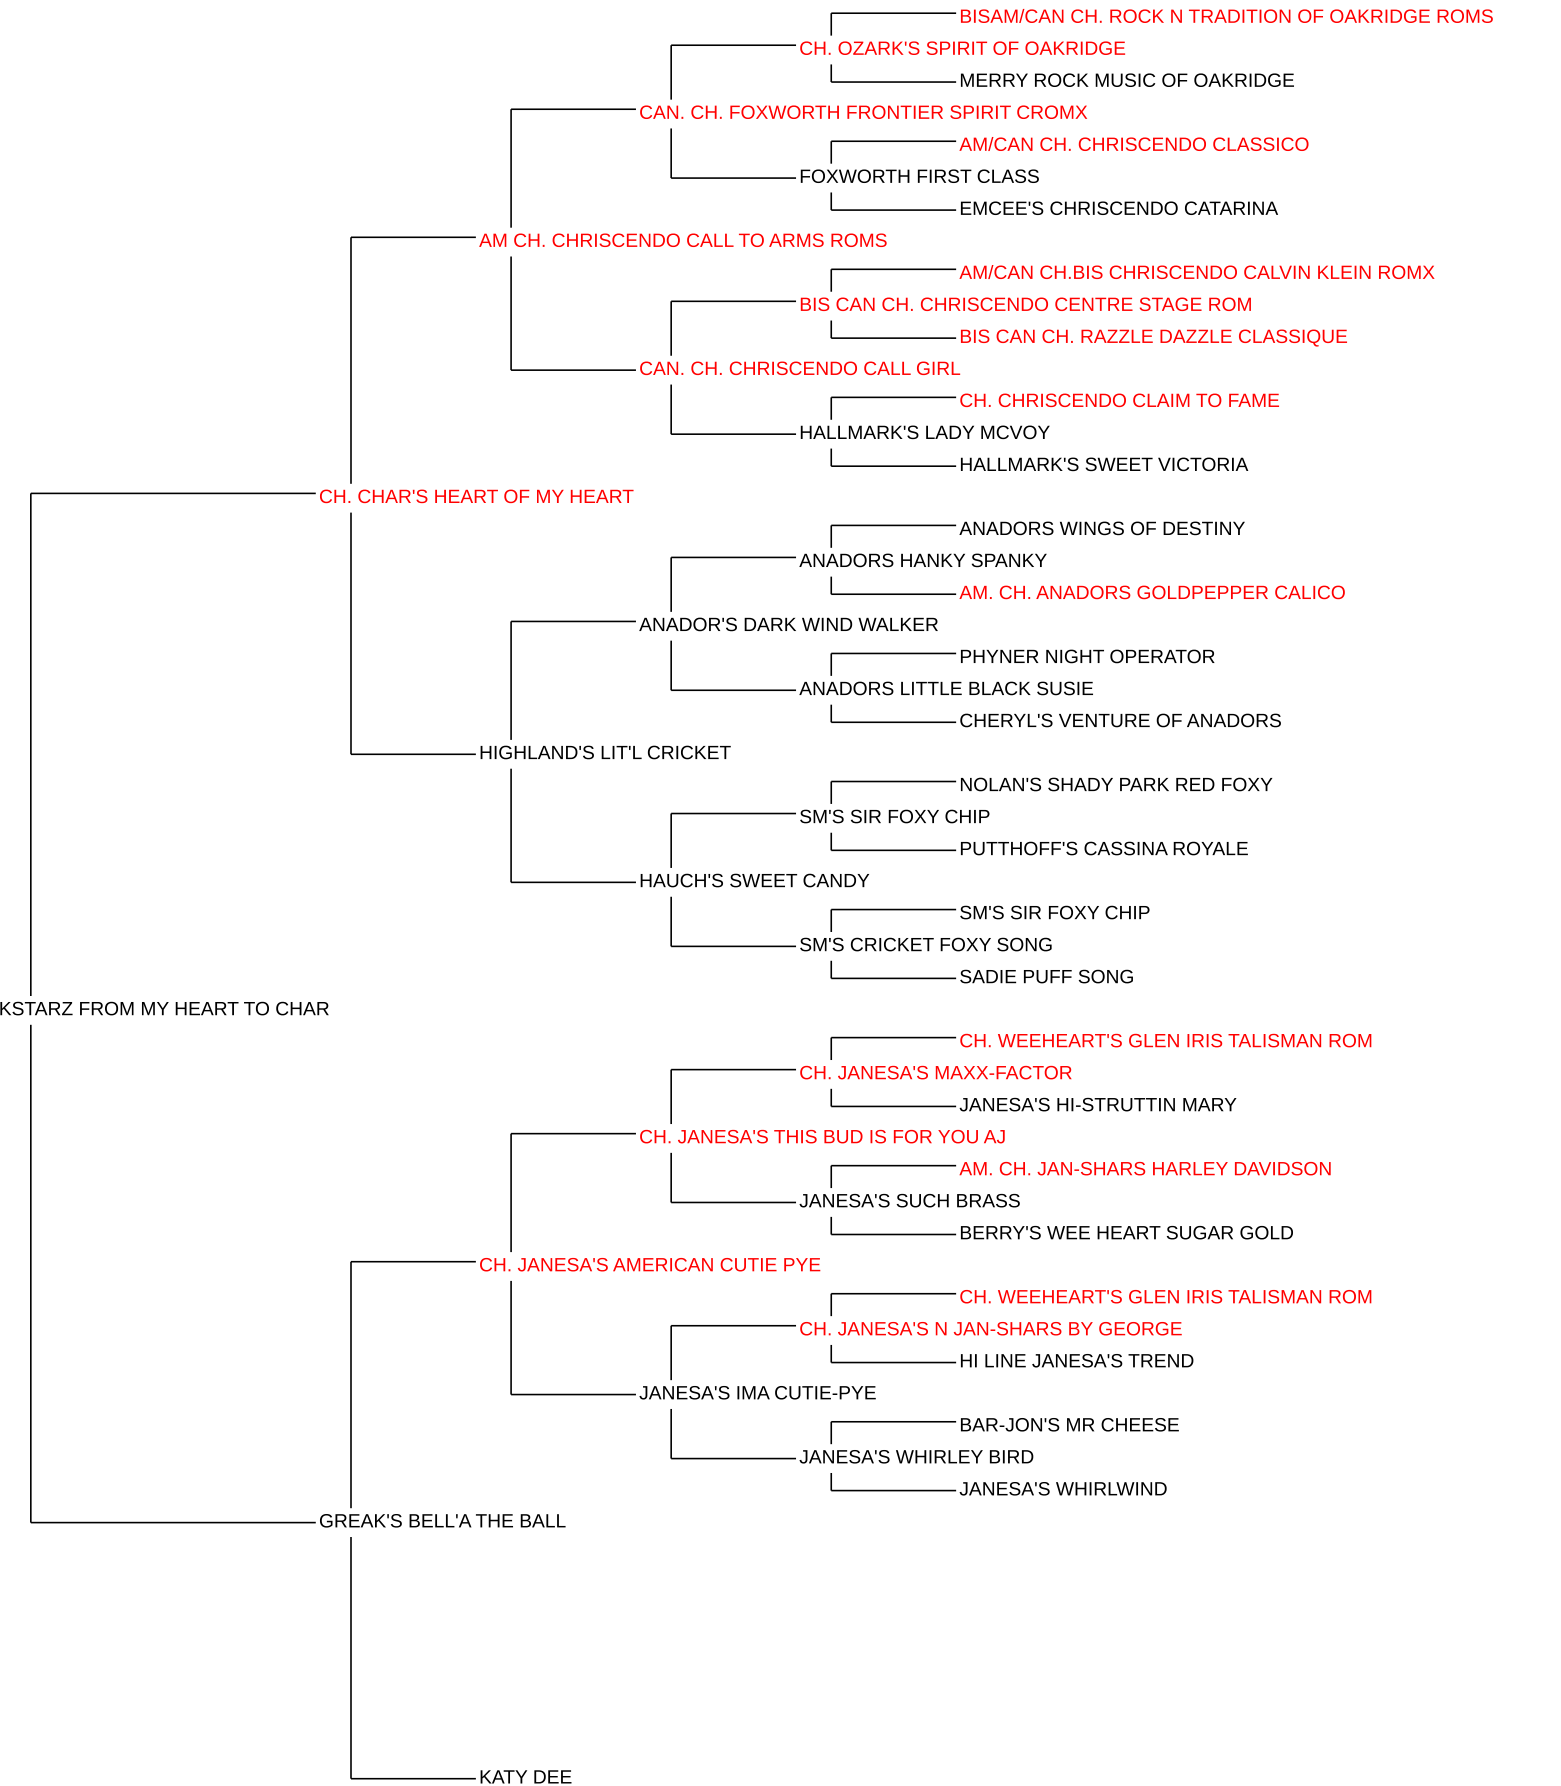 BISAM/CAN CH. ROCK N TRADITION OF OAKRIDGE ROMS
CH. OZARK'S SPIRIT OF OAKRIDGE
MERRY ROCK MUSIC OF OAKRIDGE
CAN. CH. FOXWORTH FRONTIER SPIRIT CROMX
AM/CAN CH. CHRISCENDO CLASSICO
FOXWORTH FIRST CLASS
EMCEE'S CHRISCENDO CATARINA
AM CH. CHRISCENDO CALL TO ARMS ROMS
AM/CAN CH.BIS CHRISCENDO CALVIN KLEIN ROMX
BIS CAN CH. CHRISCENDO CENTRE STAGE ROM
BIS CAN CH. RAZZLE DAZZLE CLASSIQUE
CAN. CH. CHRISCENDO CALL GIRL
CH. CHRISCENDO CLAIM TO FAME
HALLMARK'S LADY MCVOY
HALLMARK'S SWEET VICTORIA
CH. CHAR'S HEART OF MY HEART
ANADORS WINGS OF DESTINY
ANADORS HANKY SPANKY
AM. CH. ANADORS GOLDPEPPER CALICO
ANADOR'S DARK WIND WALKER
PHYNER NIGHT OPERATOR
ANADORS LITTLE BLACK SUSIE
CHERYL'S VENTURE OF ANADORS
HIGHLAND'S LIT'L CRICKET
NOLAN'S SHADY PARK RED FOXY
SM'S SIR FOXY CHIP
PUTTHOFF'S CASSINA ROYALE
HAUCH'S SWEET CANDY
SM'S SIR FOXY CHIP
SM'S CRICKET FOXY SONG
SADIE PUFF SONG
KSTARZ FROM MY HEART TO CHAR
CH. WEEHEART'S GLEN IRIS TALISMAN ROM
CH. JANESA'S MAXX-FACTOR
JANESA'S HI-STRUTTIN MARY
CH. JANESA'S THIS BUD IS FOR YOU AJ
AM. CH. JAN-SHARS HARLEY DAVIDSON
JANESA'S SUCH BRASS
BERRY'S WEE HEART SUGAR GOLD
CH. JANESA'S AMERICAN CUTIE PYE
CH. WEEHEART'S GLEN IRIS TALISMAN ROM
CH. JANESA'S N JAN-SHARS BY GEORGE
HI LINE JANESA'S TREND
JANESA'S IMA CUTIE-PYE
BAR-JON'S MR CHEESE
JANESA'S WHIRLEY BIRD
JANESA'S WHIRLWIND
GREAK'S BELL'A THE BALL
KATY DEE